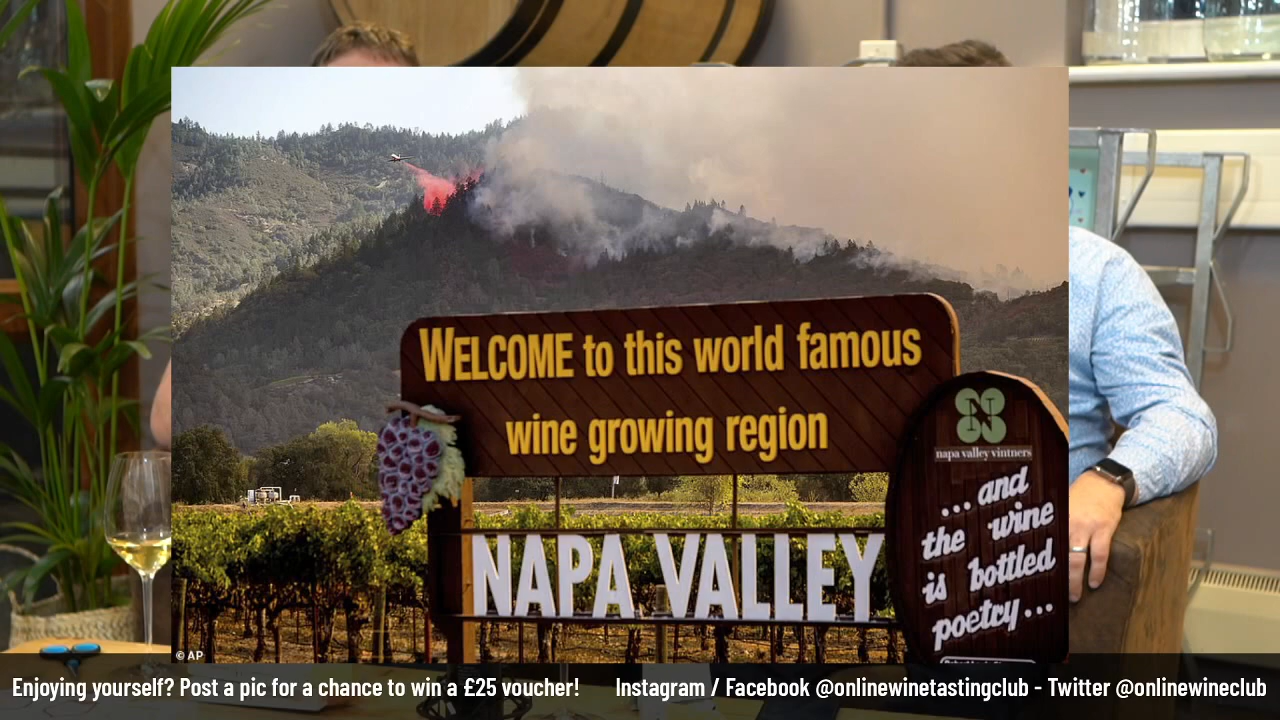 WELCOME to this world famous
wine growing region
NAPA VALLEY
napa valley vintners
...and
the wine
is bottled
poetry...
© AP
Enjoying yourself? Post a pic for a chance to win a £25 voucher!
Instagram / Facebook @onlinewinetastingclub - Twitter @onlinewineclub